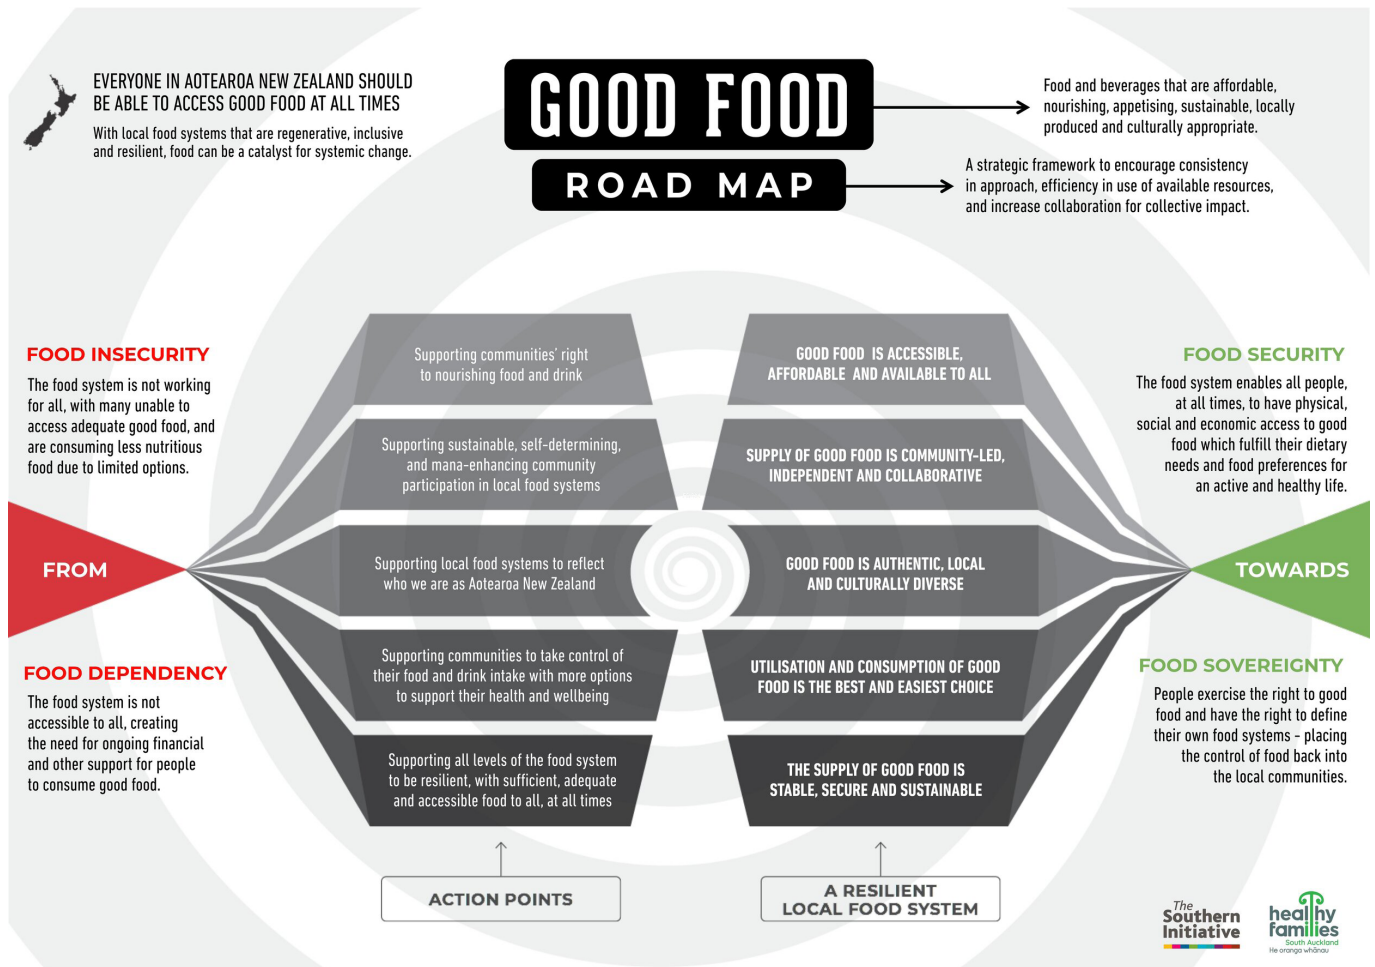 EVERYONE IN AOTEAROA NEW ZEALAND SHOULD
BE ABLE TO ACCESS GOOD FOOD AT ALL TIMES
With local food systems that are regenerative, inclusive
and resilient, food can be a catalyst for systemic change.
GOOD FOOD
ROAD MAP
Food and beverages that are affordable,
nourishing, appetising, sustainable, locally
produced and culturally appropriate.
A strategic framework to encourage consistency
in approach, efficiency in use of available resources,
and increase collaboration for collective impact.
FOOD INSECURITY
The food system is not working
for all, with many unable to
access adequate good food, and
are consuming less nutritious
food due to limited options.
FROM
FOOD DEPENDENCY
The food system is not
accessible to all, creating
the need for ongoing financial
and other support for people
to consume good food.
Supporting communities' right
to nourishing food and drink
Supporting sustainable, self-determining,
and mana-enhancing community
participation in local food systems
Supporting local food systems to reflect
who we are as Aotearoa New Zealand
Supporting communities to take control of
their food and drink intake with more options
to support their health and wellbeing
Supporting all levels of the food system
to be resilient, with sufficient, adequate
and accessible food to all, at all times
ACTION POINTS
GOOD FOOD IS ACCESSIBLE,
AFFORDABLE AND AVAILABLE TO ALL
SUPPLY OF GOOD FOOD IS COMMUNITY-LED,
INDEPENDENT AND COLLABORATIVE
GOOD FOOD IS AUTHENTIC, LOCAL
AND CULTURALLY DIVERSE
UTILISATION AND CONSUMPTION OF GOOD
FOOD IS THE BEST AND EASIEST CHOICE
THE SUPPLY OF GOOD FOOD IS
STABLE, SECURE AND SUSTAINABLE
A RESILIENT
LOCAL FOOD SYSTEM
FOOD SECURITY
The food system enables all people,
at all times, to have physical,
social and economic access to good
food which fulfill their dietary
needs and food preferences for
an active and healthy life.
TOWARDS
FOOD SOVEREIGNTY
People exercise the right to good
food and have the right to define
their own food systems - placing
the control of food back into
the local communities.
The
Southern
Initiative
healthy
families
South Auckland
He oranga whānau